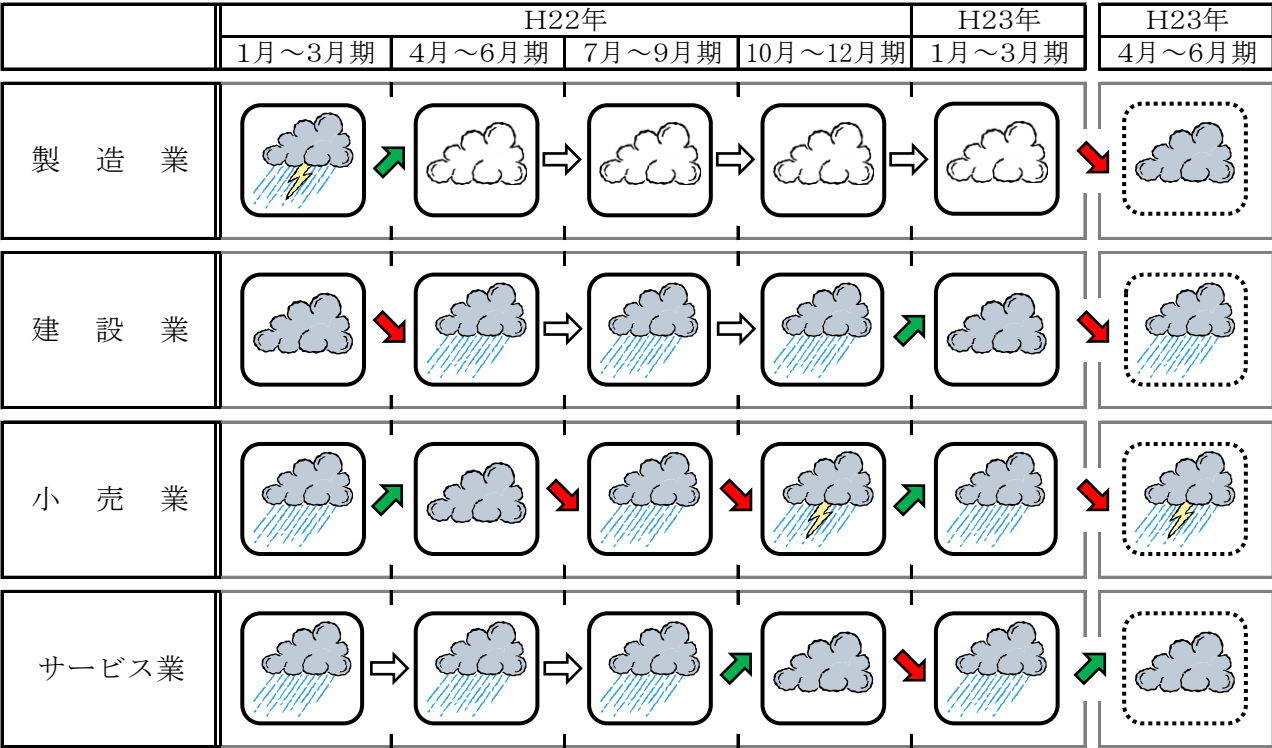 H22年 H23年 H23年
1月～3月期 4月～6月期 7月～9月期 10月～12月期 1月～3月期 4月～6月期
製造業
建設業
小売業
サービス業